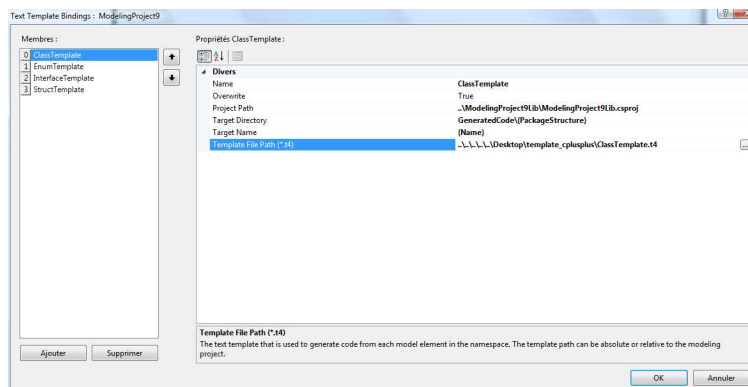 Text Template Bindings : ModelingProject9
Membres :
Propriétés ClassTemplate :
0 ClassTemplate
1 EnumTemplate
2 InterfaceTemplate
3 StructTemplate
Divers
Name ClassTemplate
Overwrite True
Project Path ..\ModelingProject9Lib\ModelingProject9Lib.csproj
Target Directory GeneratedCode\{PackageStructure}
Target Name {Name}
Template File Path (*.t4) ..\..\..\..\..\Desktop\template_cplusplus\ClassTemplate.t4
...
Template File Path (*.t4)
The text template that is used to generate code from each model element in the namespace. The template path can be absolute or relative to the modeling
project.
Ajouter Supprimer
OK Annuler